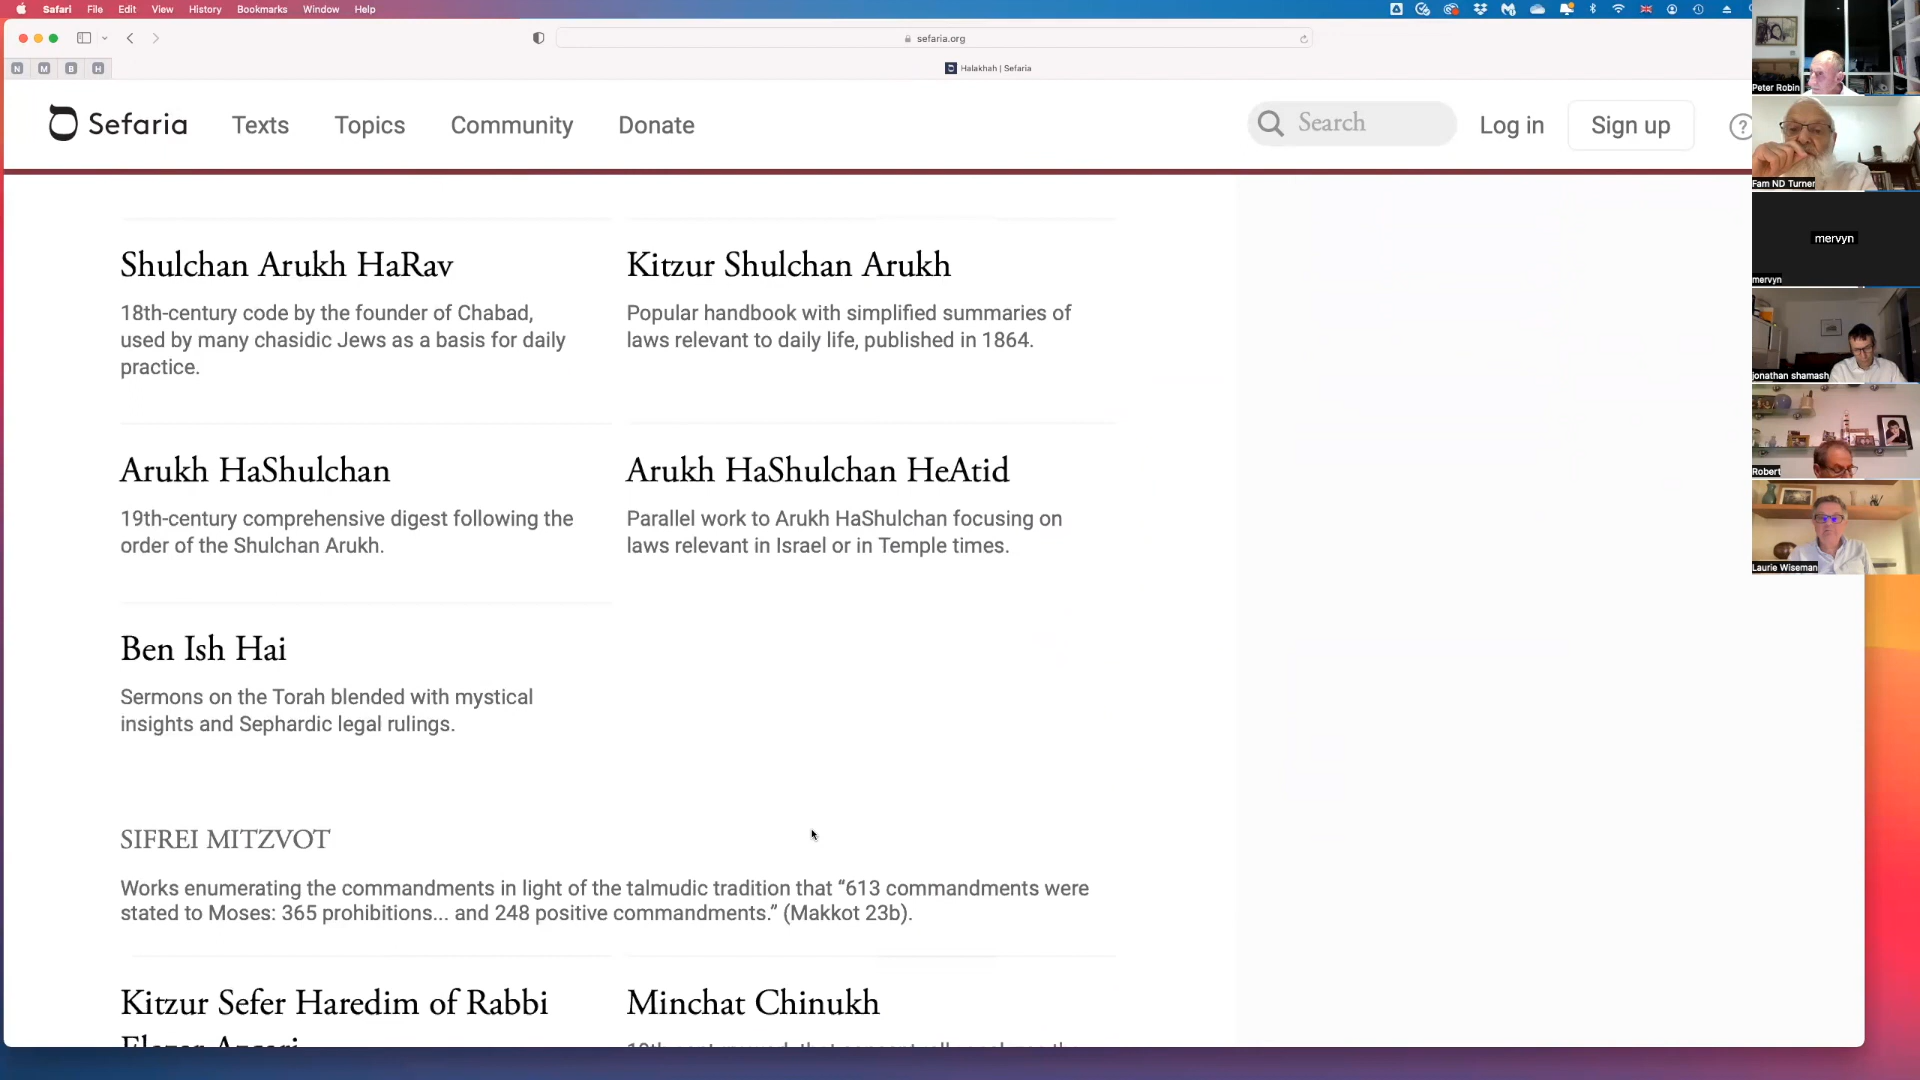 Safari File Edit View History Bookmarks Window Help
sefaria.org
N M B H
Halakhah | Sefaria
Sefaria Texts Topics Community Donate
Search Log in Sign up ?
Shulchan Arukh HaRav
18th-century code by the founder of Chabad,
used by many chasidic Jews as a basis for daily
practice.
Kitzur Shulchan Arukh
Popular handbook with simplified summaries of
laws relevant to daily life, published in 1864.
Arukh HaShulchan
19th-century comprehensive digest following the
order of the Shulchan Arukh.
Arukh HaShulchan HeAtid
Parallel work to Arukh HaShulchan focusing on
laws relevant in Israel or in Temple times.
Ben Ish Hai
Sermons on the Torah blended with mystical
insights and Sephardic legal rulings.
SIFREI MITZVOT
Works enumerating the commandments in light of the talmudic tradition that “613 commandments were
stated to Moses: 365 prohibitions... and 248 positive commandments.” (Makkot 23b).
Kitzur Sefer Haredim of Rabbi
Minchat Chinukh
Peter Robin
Fam ND Turner
mervyn
mervyn
jonathan shamash
Robert
Laurie Wiseman